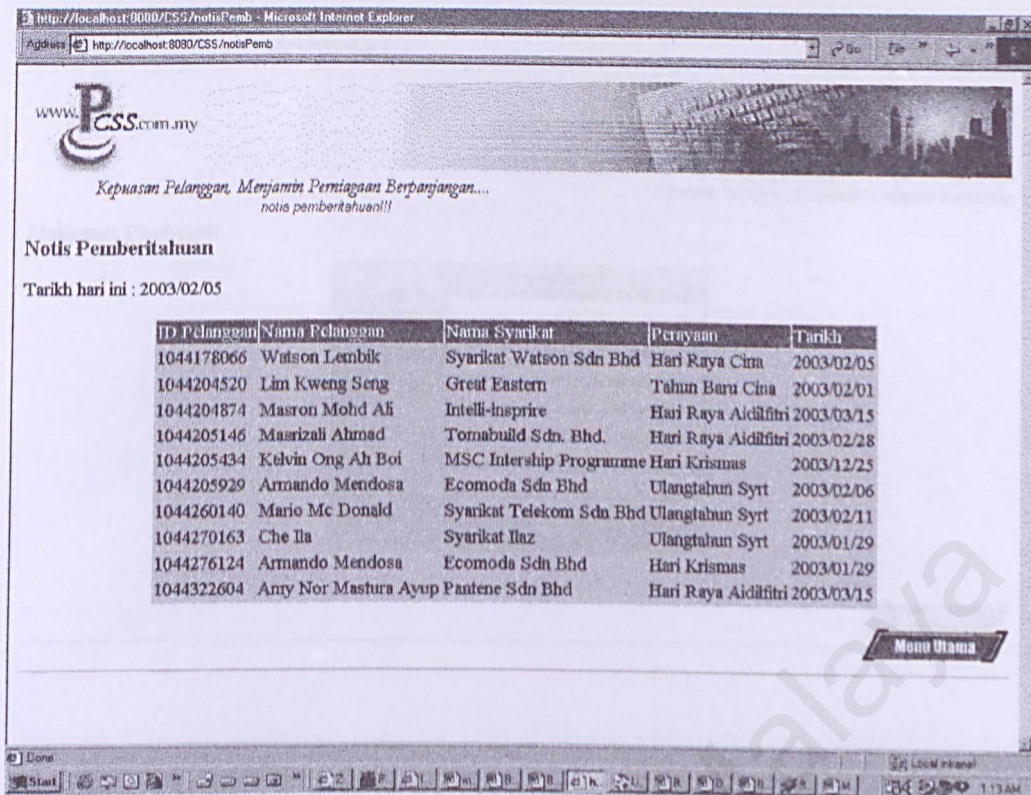 http://localhost:8080/CSS/notisPemb - Microsoft Internet Explorer
Address http://localhost:8080/CSS/notisPemb Go
www.PCSS.com.my
Kepuasan Pelanggan, Menjamin Perniagaan Berpanjangan....
notis pemberitahuan!!!
Notis Pemberitahuan
Tarikh hari ini : 2003/02/05
ID Pelanggan Nama Pelanggan Nama Syarikat Perayaan Tarikh
1044178066 Watson Lembik Syarikat Watson Sdn Bhd Hari Raya Cina 2003/02/05
1044204520 Lim Kweng Seng Great Eastern Tahun Baru Cina 2003/02/01
1044204874 Masron Mohd Ali Intelli-insprire Hari Raya Aidilfitri 2003/03/15
1044205146 Masrizali Ahmad Tornabuild Sdn. Bhd. Hari Raya Aidilfitri 2003/02/28
1044205434 Kelvin Ong Ah Boi MSC Intership Programme Hari Krismas 2003/12/25
1044205929 Armando Mendosa Ecomoda Sdn Bhd Ulangtahun Syrt 2003/02/06
1044260140 Mario Mc Donald Syarikat Telekom Sdn Bhd Ulangtahun Syrt 2003/02/11
1044270163 Che Ila Syarikat Ilaz Ulangtahun Syrt 2003/01/29
1044276124 Armando Mendosa Ecomoda Sdn Bhd Hari Krismas 2003/01/29
1044322604 Amy Nor Mastura Ayup Pantene Sdn Bhd Hari Raya Aidilfitri 2003/03/15
Menu Utama
Done Local intranet
Start 1:13 AM